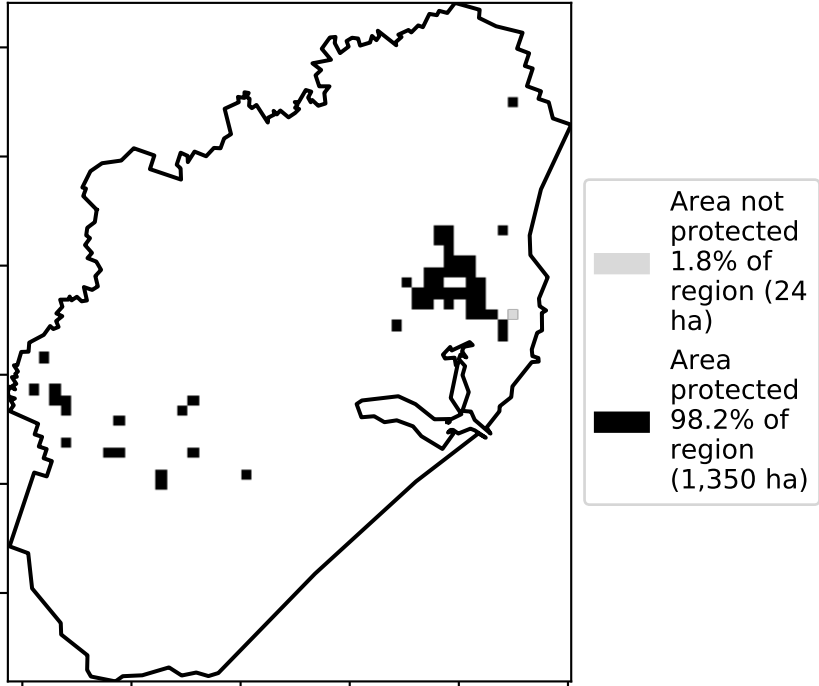 Area not
protected
1.8% of
region (24
ha)
Area
protected
98.2% of
region
(1,350 ha)